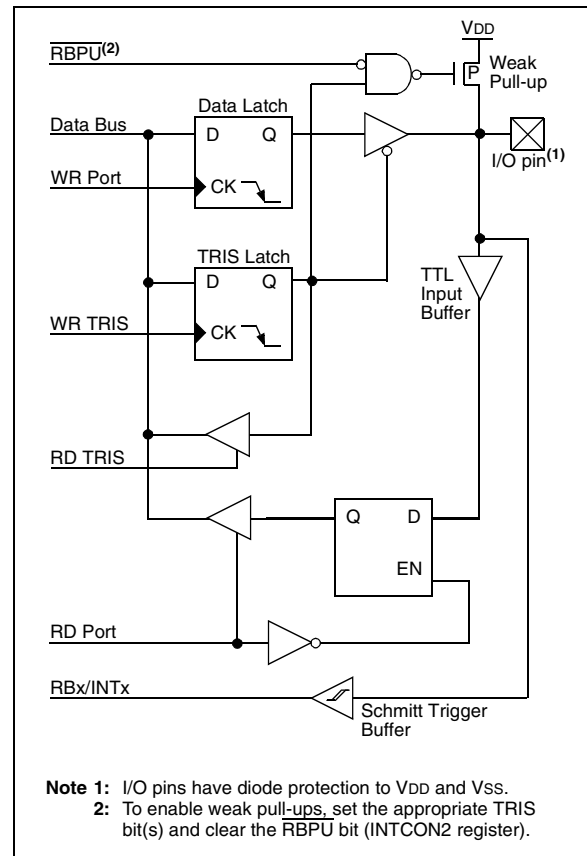 VDD
RBPU(2)
P
Weak
Pull-up
Data Latch
Data Bus
D
Q
I/O pin(1)
WR Port
CK
TRIS Latch
D
Q
TTL
Input
Buffer
WR TRIS
CK
RD TRIS
Q
D
EN
RD Port
RBx/INTx
Schmitt Trigger
Buffer
Note 1: I/O pins have diode protection to VDD and VSS.
2: To enable weak pull-ups, set the appropriate TRIS
bit(s) and clear the RBPU bit (INTCON2 register).